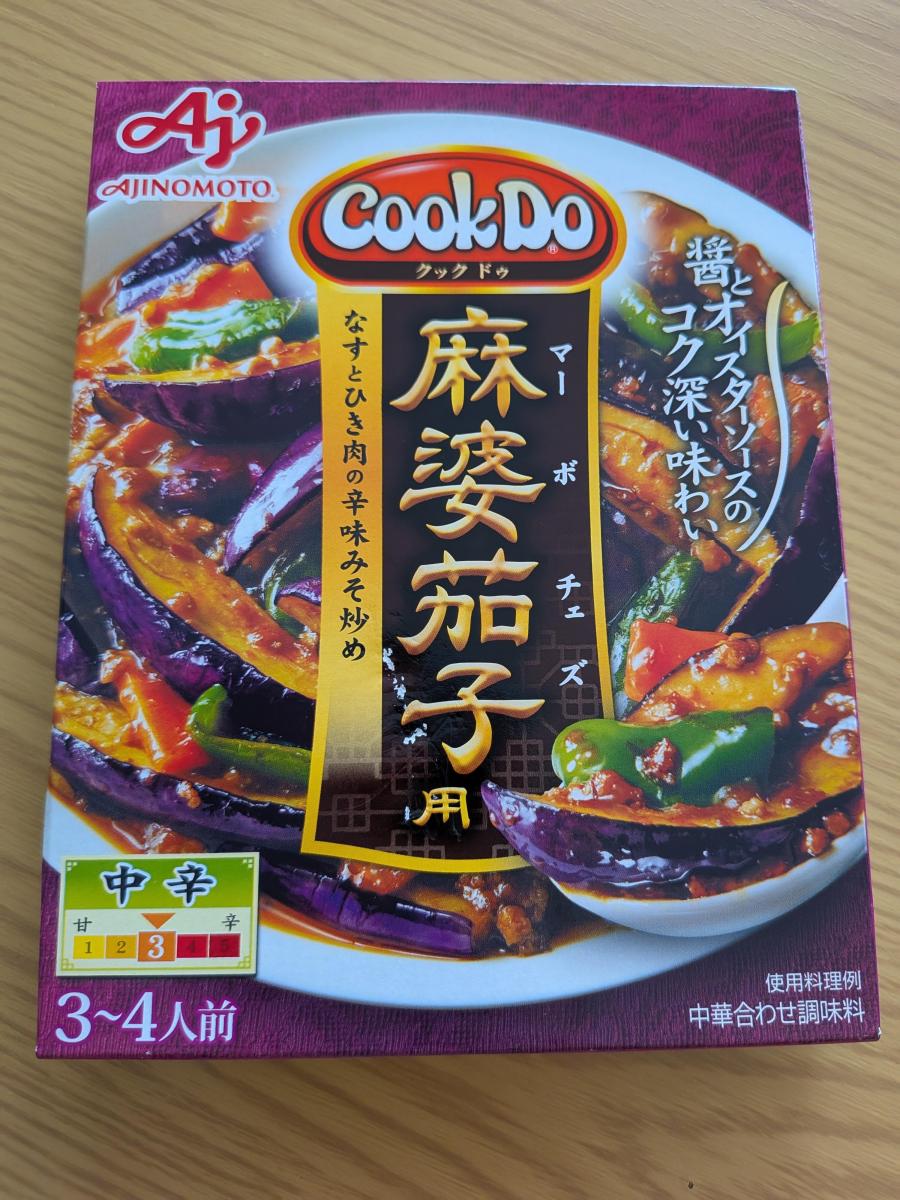 Aj
AJINOMOTO®
CookDo®
クック ドゥ
醤とオイスターソースの
コク深い味わい
麻婆茄子用
マーボチェズ
なすとひき肉の辛味みそ炒め
中辛
甘 辛
1 2 3 4 5
3~4人前
使用料理例
中華合わせ調味料